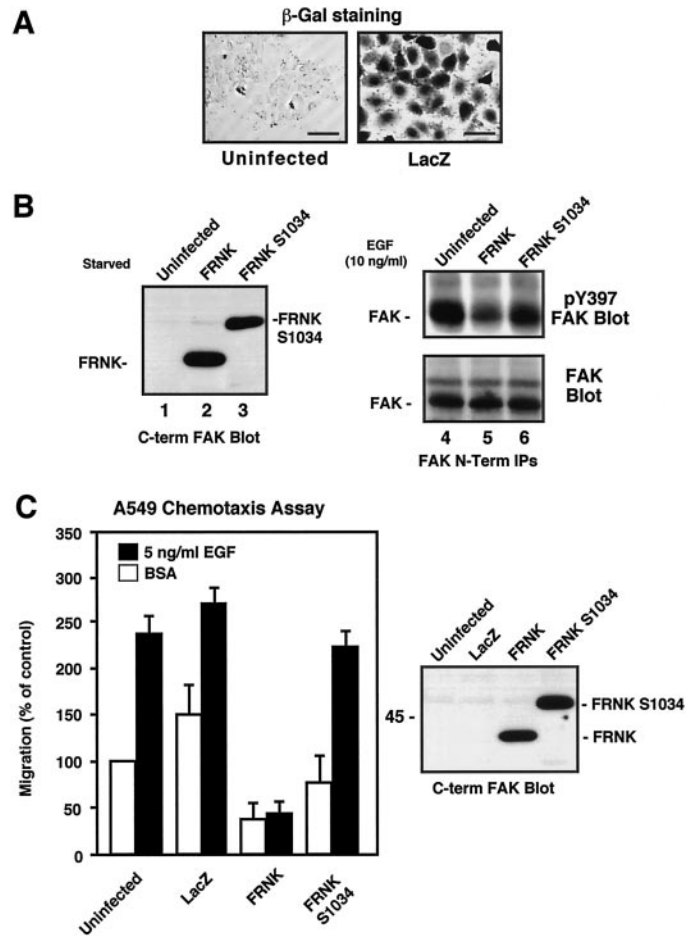 A
β-Gal staining
Uninfected
LacZ
B
Starved
Uninfected
FRNK
FRNK S1034
-FRNK
S1034
FRNK-
1 2 3
C-term FAK Blot
EGF
(10 ng/ml)
Uninfected
FRNK
FRNK S1034
FAK -
pY397
FAK Blot
FAK -
FAK
Blot
4 5 6
FAK N-Term IPs
C
A549 Chemotaxis Assay
Migration (% of control)
350
300
250
200
150
100
50
0
5 ng/ml EGF
BSA
Uninfected
LacZ
FRNK
FRNK
S1034
Uninfected
LacZ
FRNK
FRNK S1034
45 -
- FRNK S1034
- FRNK
C-term FAK Blot